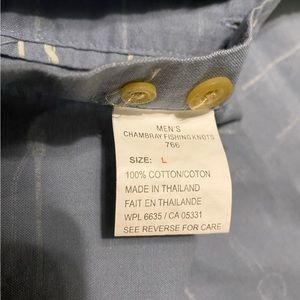 MEN'S
CHAMBRAY FISHING KNOTS
766
SIZE: L
100% COTTON/COTON
MADE IN THAILAND
FAIT EN THAILANDE
WPL 6635 / CA 05331
SEE REVERSE FOR CARE